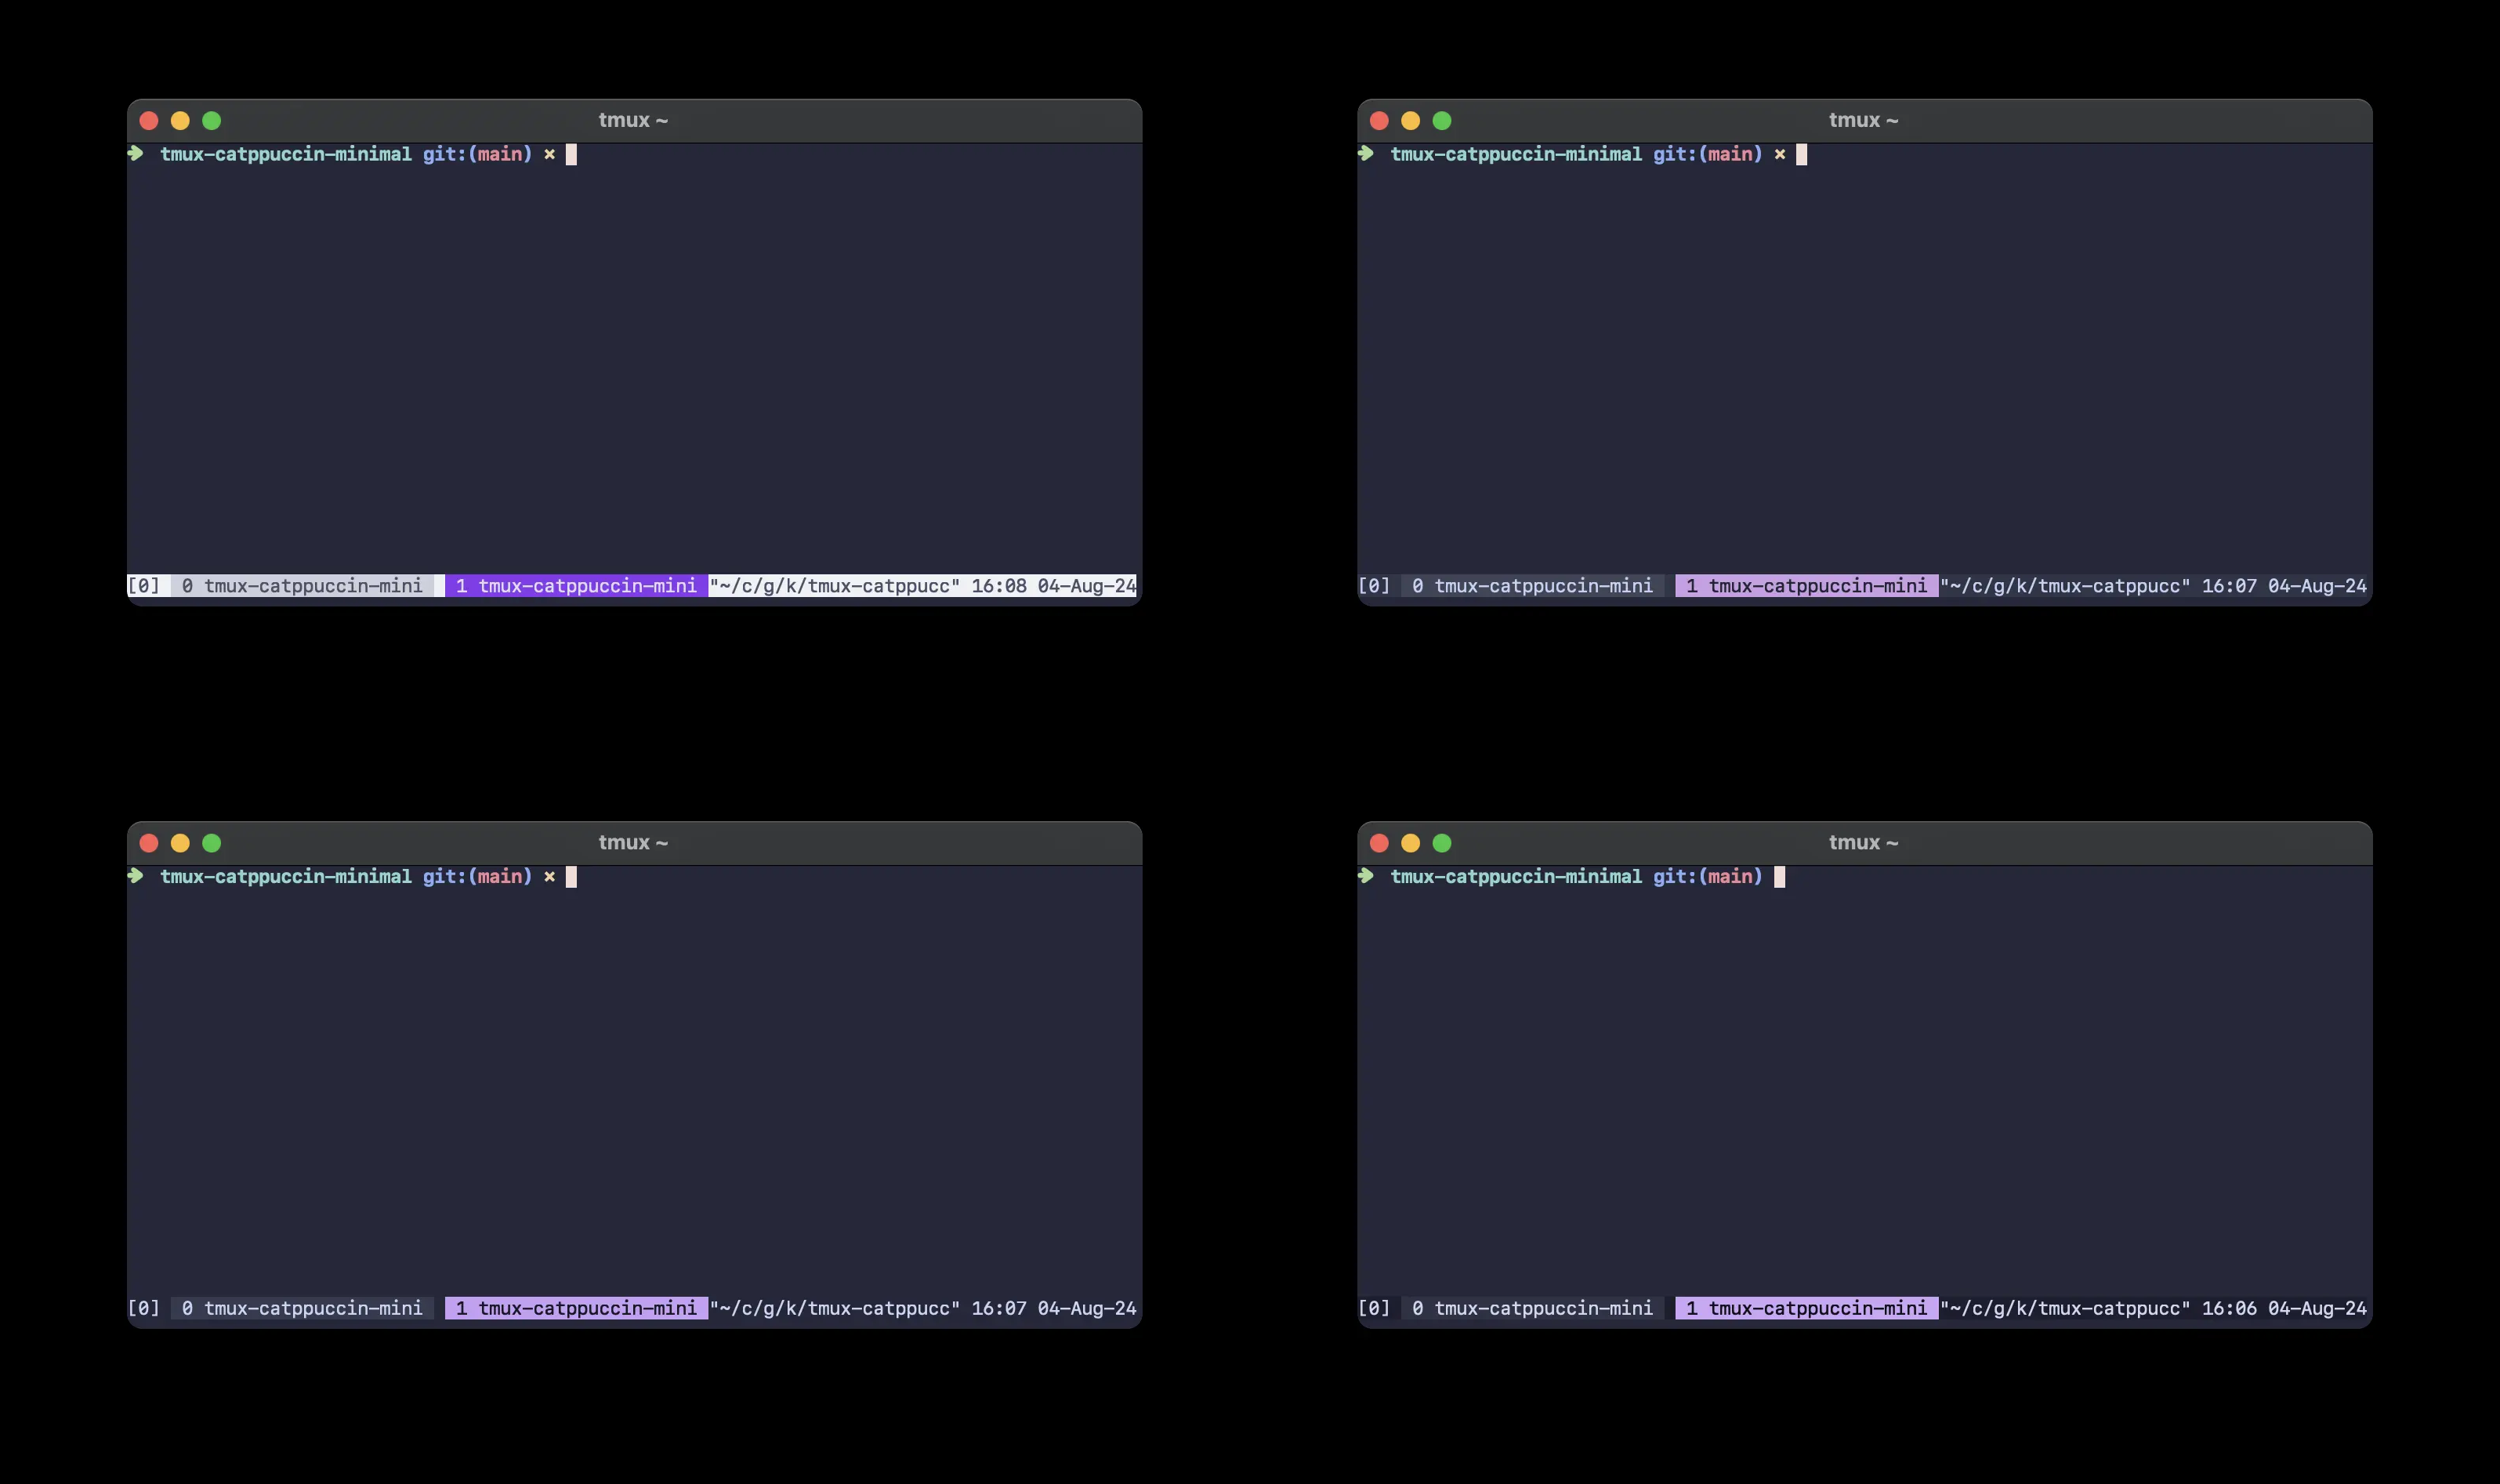 tmux ~
➜ tmux-catppuccin-minimal git:(main) ×
[0] 0 tmux-catppuccin-mini 1 tmux-catppuccin-mini "~/c/g/k/tmux-catppucc" 16:08 04-Aug-24
tmux ~
➜ tmux-catppuccin-minimal git:(main) ×
[0] 0 tmux-catppuccin-mini 1 tmux-catppuccin-mini "~/c/g/k/tmux-catppucc" 16:07 04-Aug-24
tmux ~
➜ tmux-catppuccin-minimal git:(main) ×
[0] 0 tmux-catppuccin-mini 1 tmux-catppuccin-mini "~/c/g/k/tmux-catppucc" 16:07 04-Aug-24
tmux ~
➜ tmux-catppuccin-minimal git:(main)
[0] 0 tmux-catppuccin-mini 1 tmux-catppuccin-mini "~/c/g/k/tmux-catppucc" 16:06 04-Aug-24